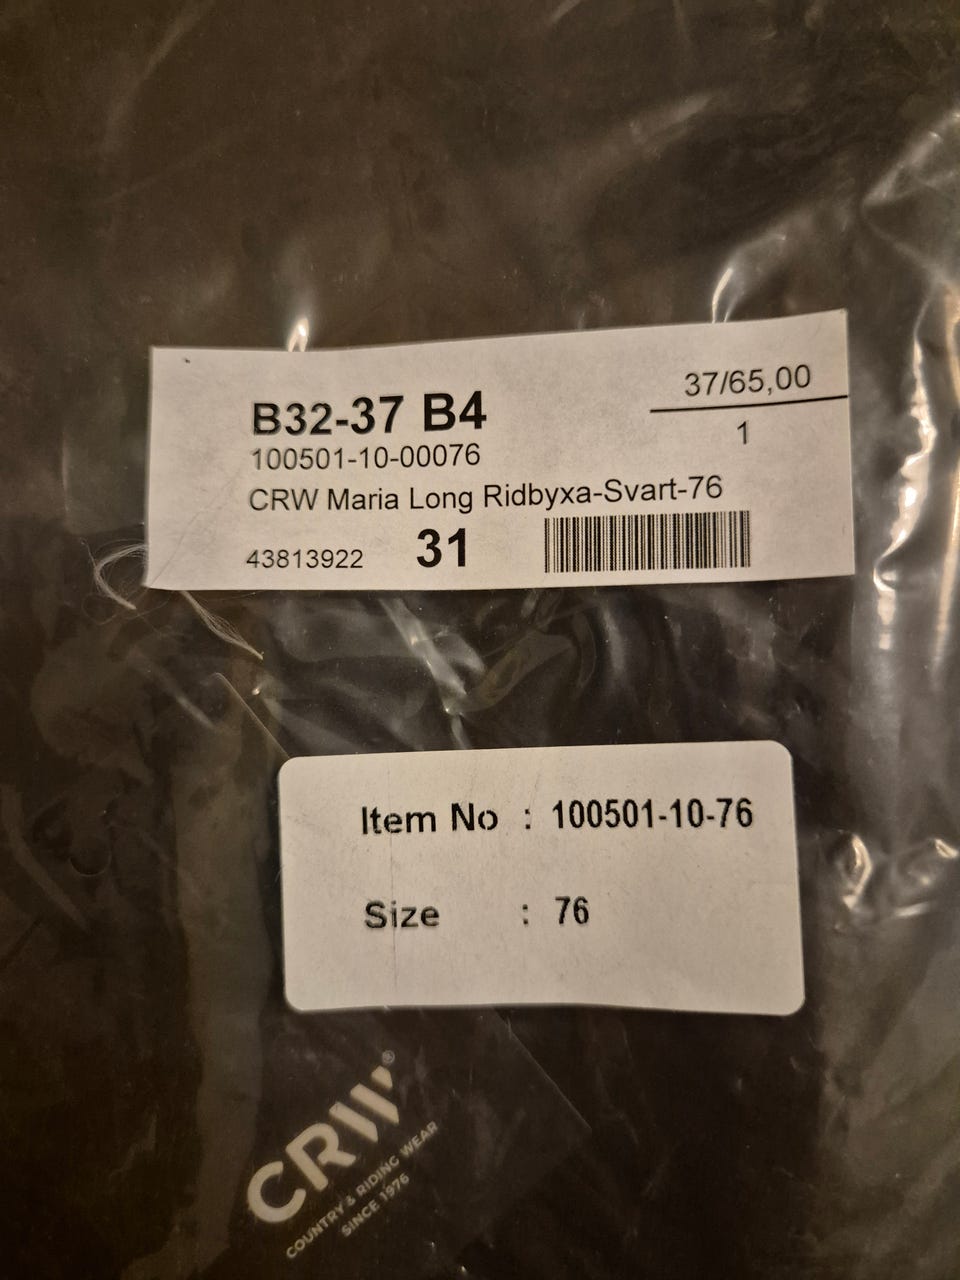 37/65,00
1
B32-37 B4
100501-10-00076
CRW Maria Long Ridbyxa-Svart-76
43813922 31
Item No : 100501-10-76
Size : 76
CRW®
COUNTRY & RIDING WEAR
SINCE 1976